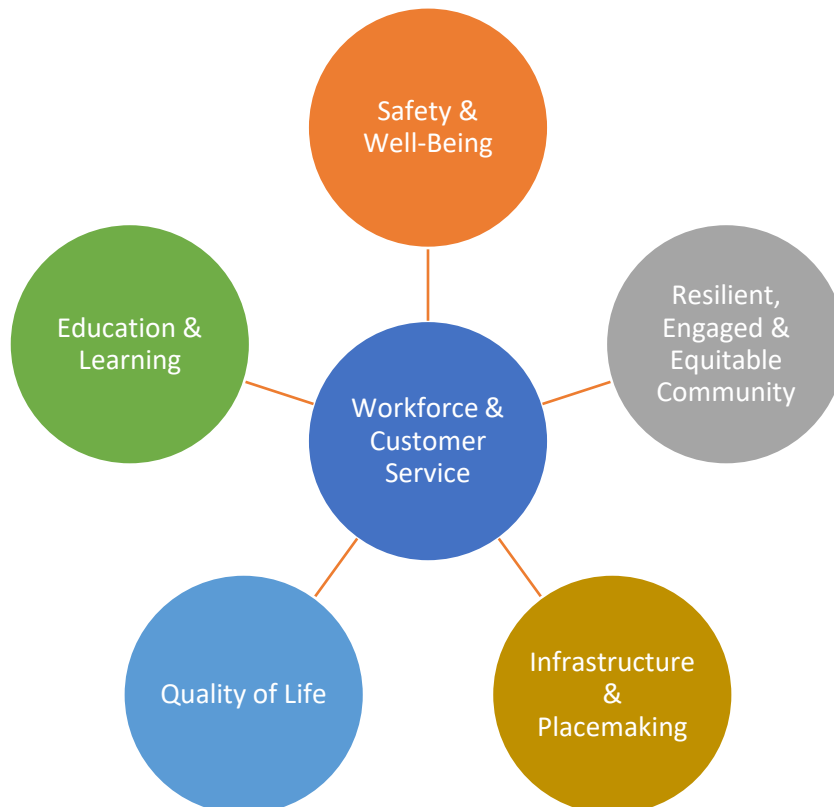 Safety &
Well-Being
Resilient,
Engaged &
Equitable
Community
Education &
Learning
Workforce &
Customer
Service
Quality of Life
Infrastructure
&
Placemaking